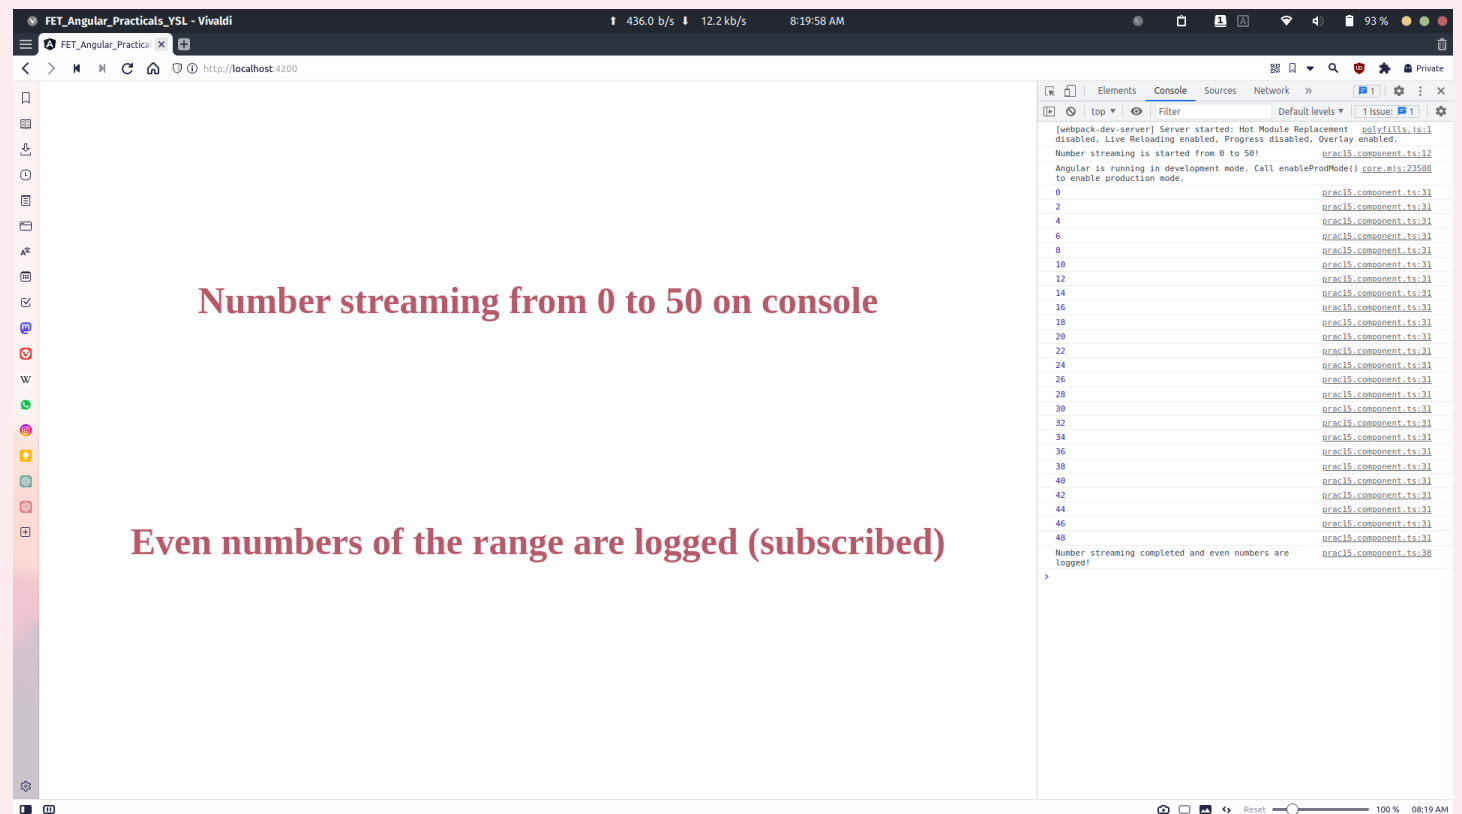 FET_Angular_Practicals_YSL - Vivaldi
436.0 b/s 12.2 kb/s
8:19:58 AM
1 A
93 %
FET_Angular_Practical
http://localhost:4200
Private
Elements Console Sources Network » 1
top Filter Default levels 1 Issue: 1
[webpack-dev-server] Server started: Hot Module Replacement polyfills.js:1
disabled, Live Reloading enabled, Progress disabled, Overlay enabled.
Number streaming is started from 0 to 50! prac15.component.ts:12
Angular is running in development mode. Call enableProdMode() core.mjs:23508
to enable production mode.
0 prac15.component.ts:31
2 prac15.component.ts:31
4 prac15.component.ts:31
6 prac15.component.ts:31
8 prac15.component.ts:31
10 prac15.component.ts:31
12 prac15.component.ts:31
14 prac15.component.ts:31
16 prac15.component.ts:31
18 prac15.component.ts:31
20 prac15.component.ts:31
22 prac15.component.ts:31
24 prac15.component.ts:31
26 prac15.component.ts:31
28 prac15.component.ts:31
30 prac15.component.ts:31
32 prac15.component.ts:31
34 prac15.component.ts:31
36 prac15.component.ts:31
38 prac15.component.ts:31
40 prac15.component.ts:31
42 prac15.component.ts:31
44 prac15.component.ts:31
46 prac15.component.ts:31
48 prac15.component.ts:31
Number streaming completed and even numbers are prac15.component.ts:38
logged!
Number streaming from 0 to 50 on console
Even numbers of the range are logged (subscribed)
W
Reset 100 % 08:19 AM